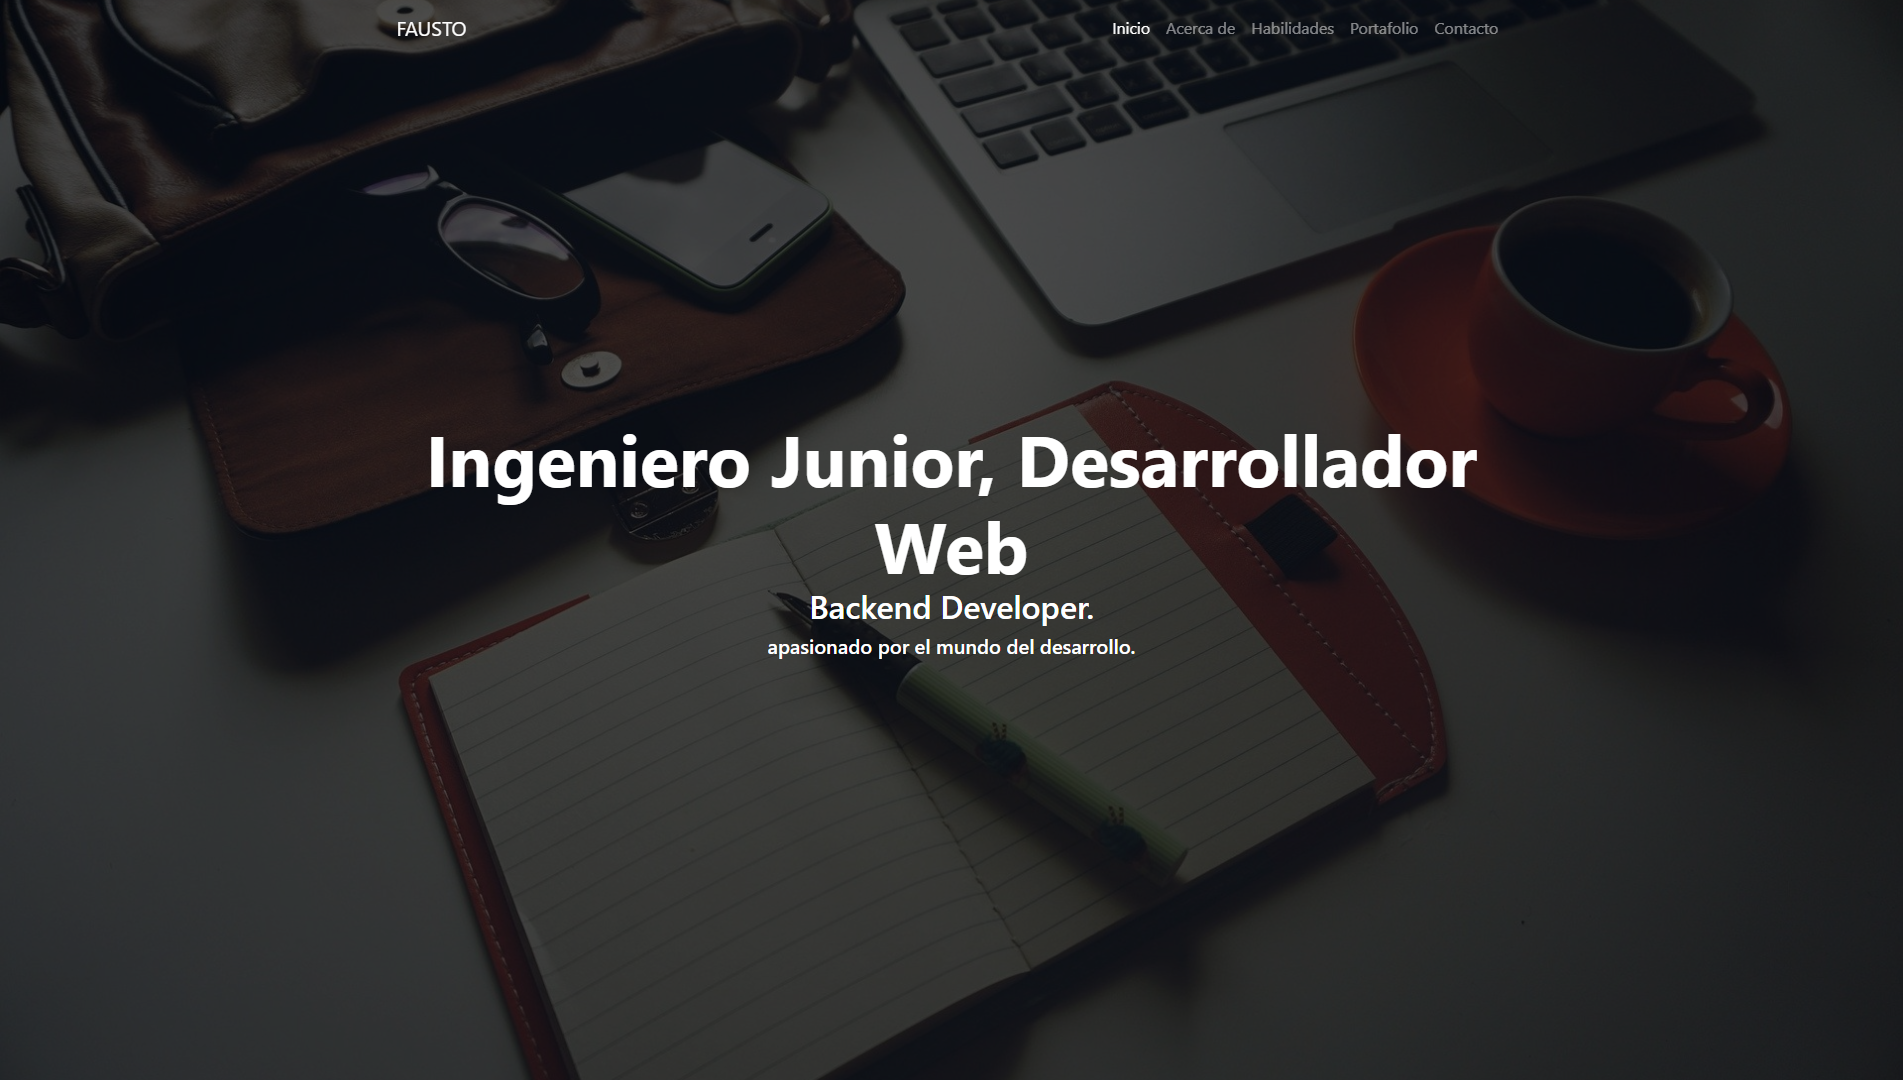 FAUSTO
Inicio Acerca de Habilidades Portafolio Contacto
Ingeniero Junior, Desarrollador
Web
Backend Developer.
apasionado por el mundo del desarrollo.